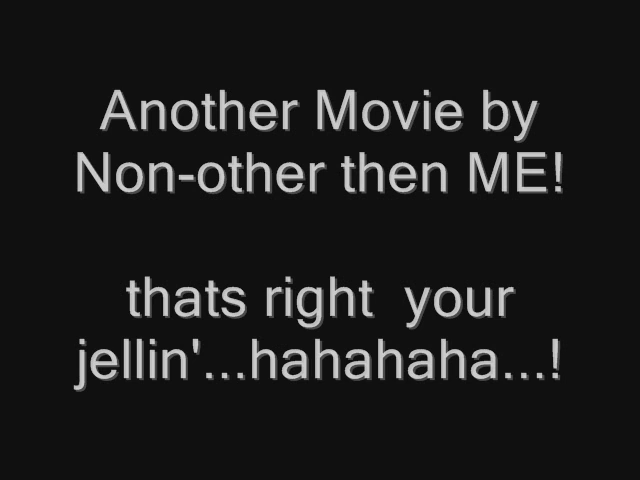 Another Movie by
Non-other then ME!
thats right  your
jellin'...hahahaha...!